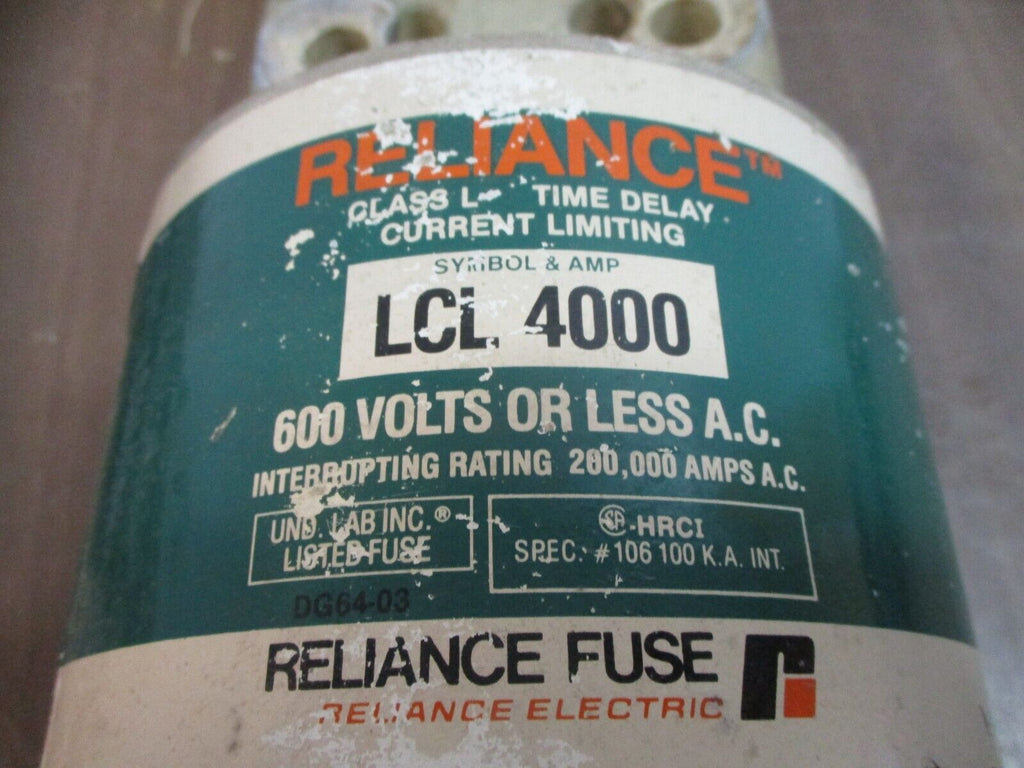 RELIANCE™
CLASS L- TIME DELAY
CURRENT LIMITING
SYMBOL & AMP
LCL 4000
600 VOLTS OR LESS A.C.
INTERRUPTING RATING 200,000 AMPS A.C.
UND. LAB INC.®
LISTED FUSE
SA-HRCI
SPEC. #106 100 K.A. INT.
DG64-03
RELIANCE FUSE
RELIANCE ELECTRIC